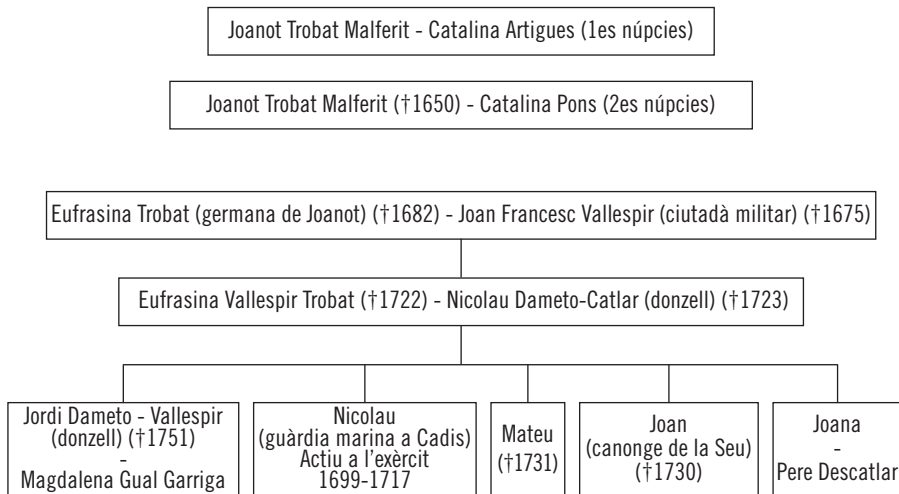 Joanot Trobat Malferit - Catalina Artigues (1es núpcies)
Joanot Trobat Malferit (†1650) - Catalina Pons (2es núpcies)
Eufrasina Trobat (germana de Joanot) (†1682) - Joan Francesc Vallespir (ciutadà militar) (†1675)
Eufrasina Vallespir Trobat (†1722) - Nicolau Dameto-Catlar (donzell) (†1723)
Jordi Dameto - Vallespir
(donzell) (†1751)
-
Magdalena Gual Garriga
Nicolau
(guàrdia marina a Cadis)
Actiu a l'exèrcit
1699-1717
Mateu
(†1731)
Joan
(canonge de la Seu)
(†1730)
Joana
-
Pere Descatlar